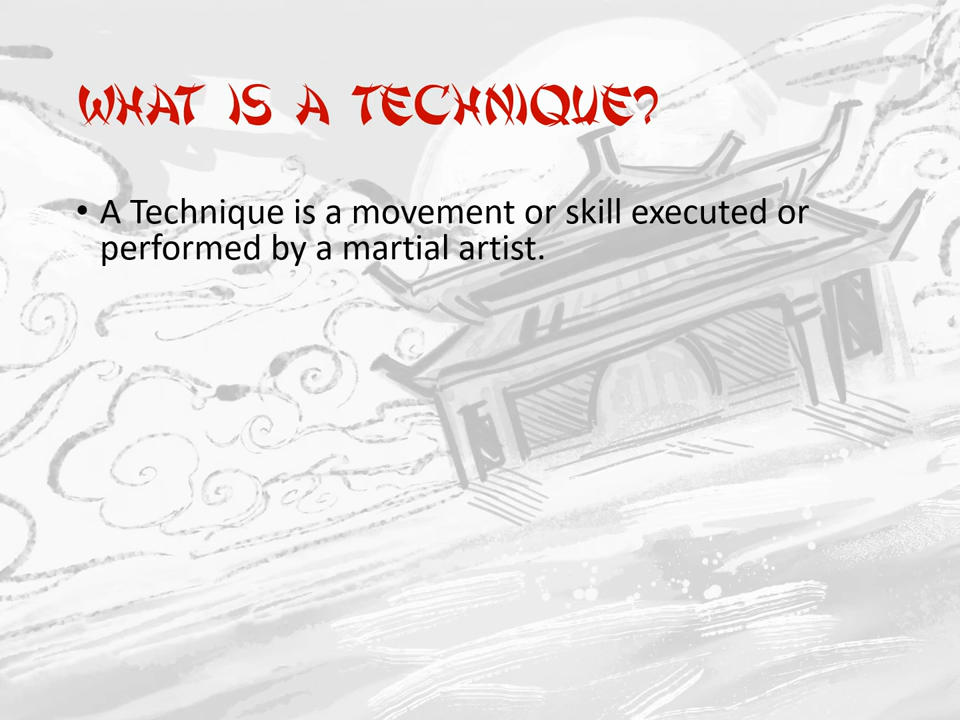 WHAT IS A TECHNIQUE?
• A Technique is a movement or skill executed or
performed by a martial artist.